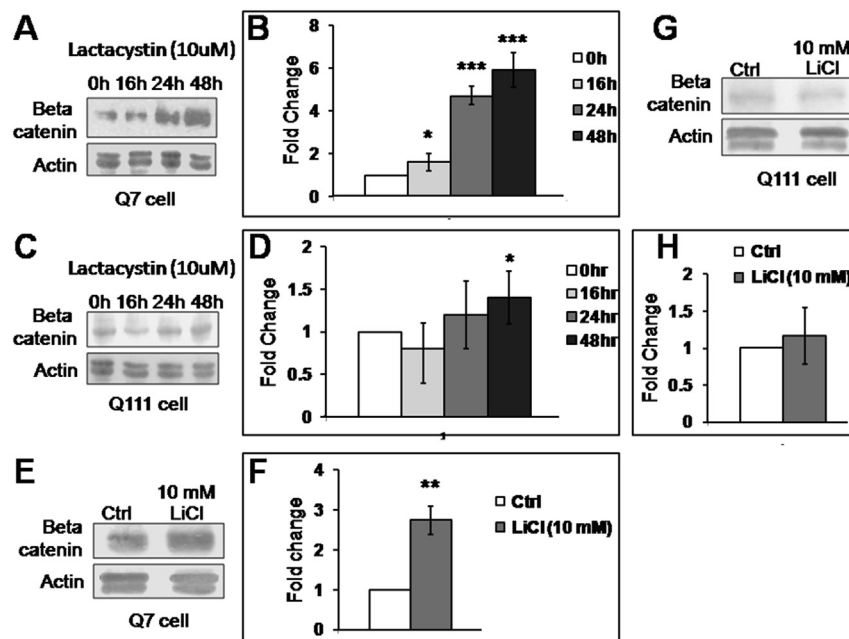 A
Lactacystin (10uM)
0h 16h 24h 48h
Beta
catenin
Actin
Q7 cell
B
Fold Change
8
6
4
2
0
*
***
***
0h
16h
24h
48h
C
Lactacystin (10uM)
0h 16h 24h 48h
Beta
catenin
Actin
Q111 cell
D
Fold Change
2
1.5
1
0.5
0
*
0hr
16hr
24hr
48hr
1
E
Ctrl
10 mM
LiCl
Beta
catenin
Actin
Q7 cell
F
Fold change
4
3
2
1
0
**
Ctrl
LiCl (10 mM)
G
Ctrl
10 mM
LiCl
Beta
catenin
Actin
Q111 cell
H
Ctrl
LiCl (10 mM)
Fold Change
2
1.5
1
0.5
0